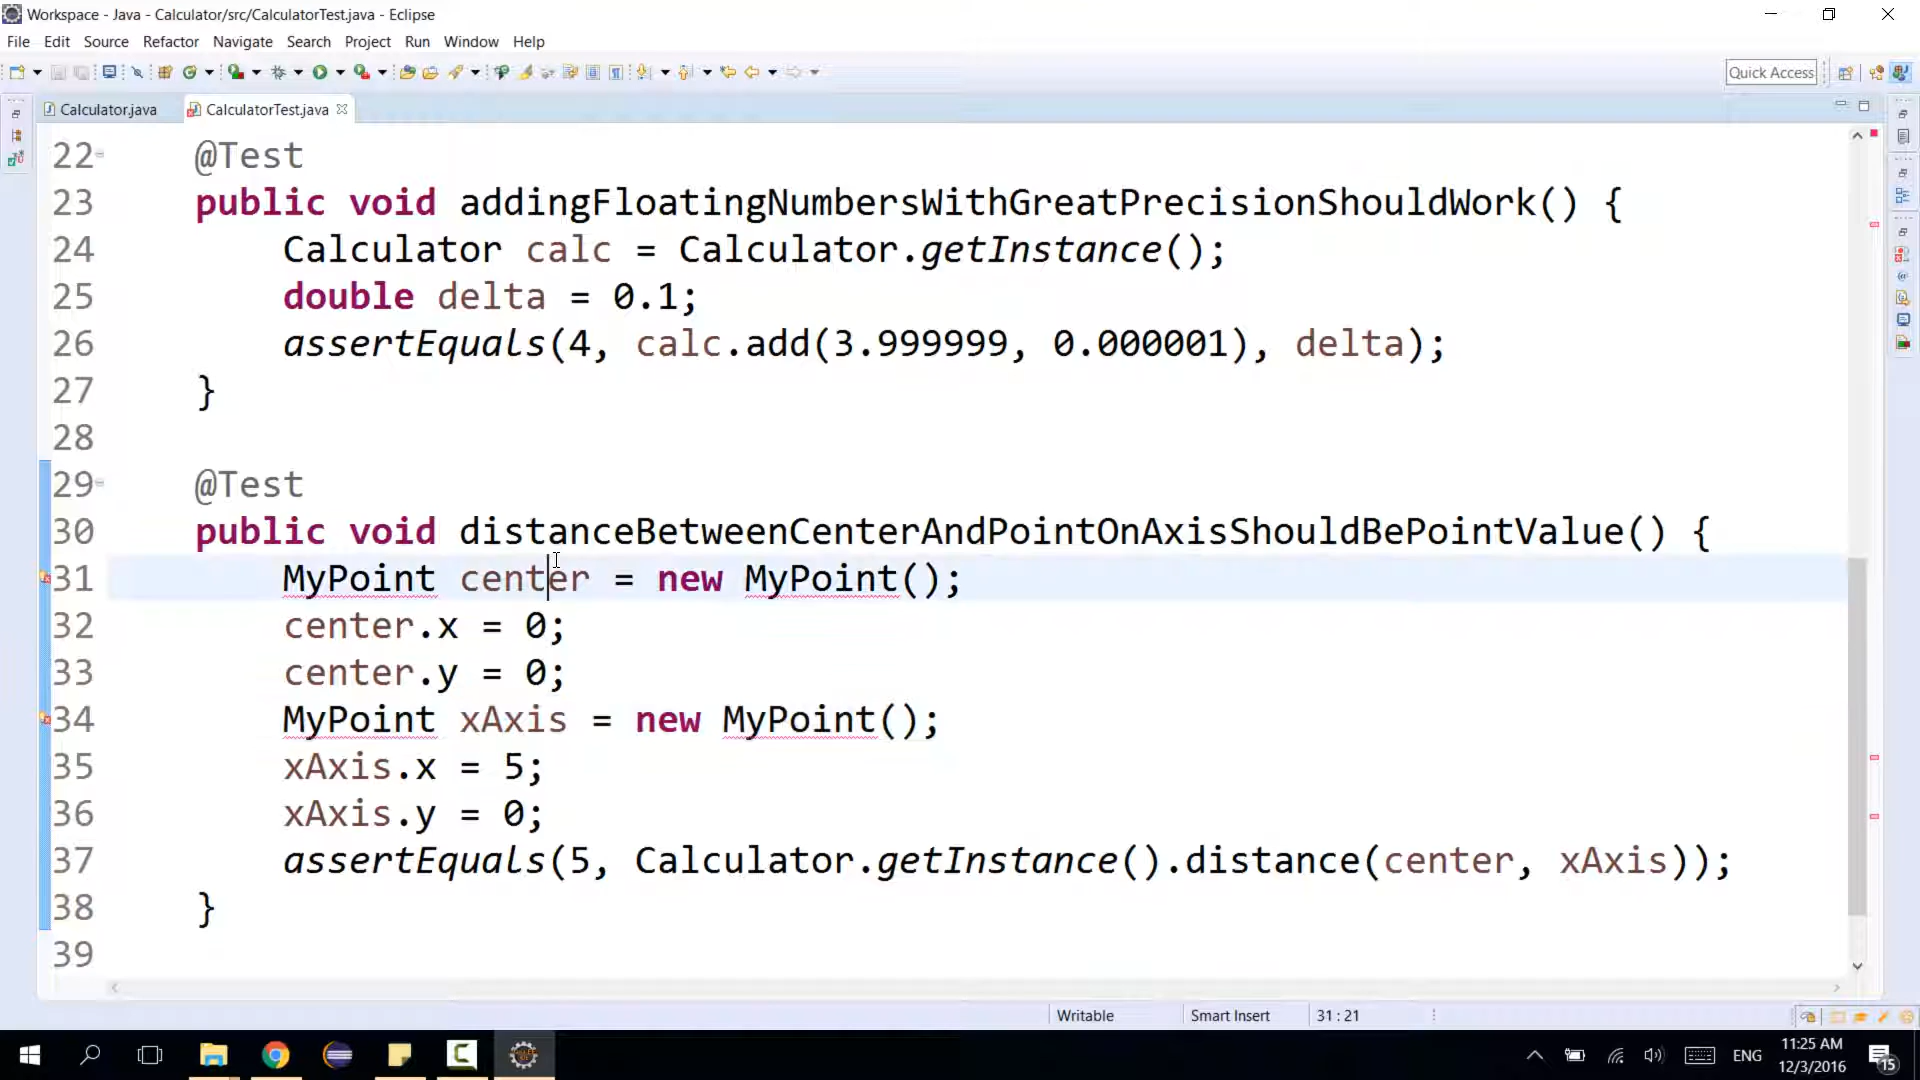 Workspace - Java - Calculator/src/CalculatorTest.java - Eclipse
File Edit Source Refactor Navigate Search Project Run Window Help
Quick Access
Calculator.java CalculatorTest.java
22 @Test
23 public void addingFloatingNumbersWithGreatPrecisionShouldWork() {
24 Calculator calc = Calculator.getInstance();
25 double delta = 0.1;
26 assertEquals(4, calc.add(3.999999, 0.000001), delta);
27 }
28
29 @Test
30 public void distanceBetweenCenterAndPointOnAxisShouldBePointValue() {
31 MyPoint center = new MyPoint();
32 center.x = 0;
33 center.y = 0;
34 MyPoint xAxis = new MyPoint();
35 xAxis.x = 5;
36 xAxis.y = 0;
37 assertEquals(5, Calculator.getInstance().distance(center, xAxis));
38 }
39
Writable Smart Insert 31 : 21
ENG 11:25 AM
12/3/2016 15